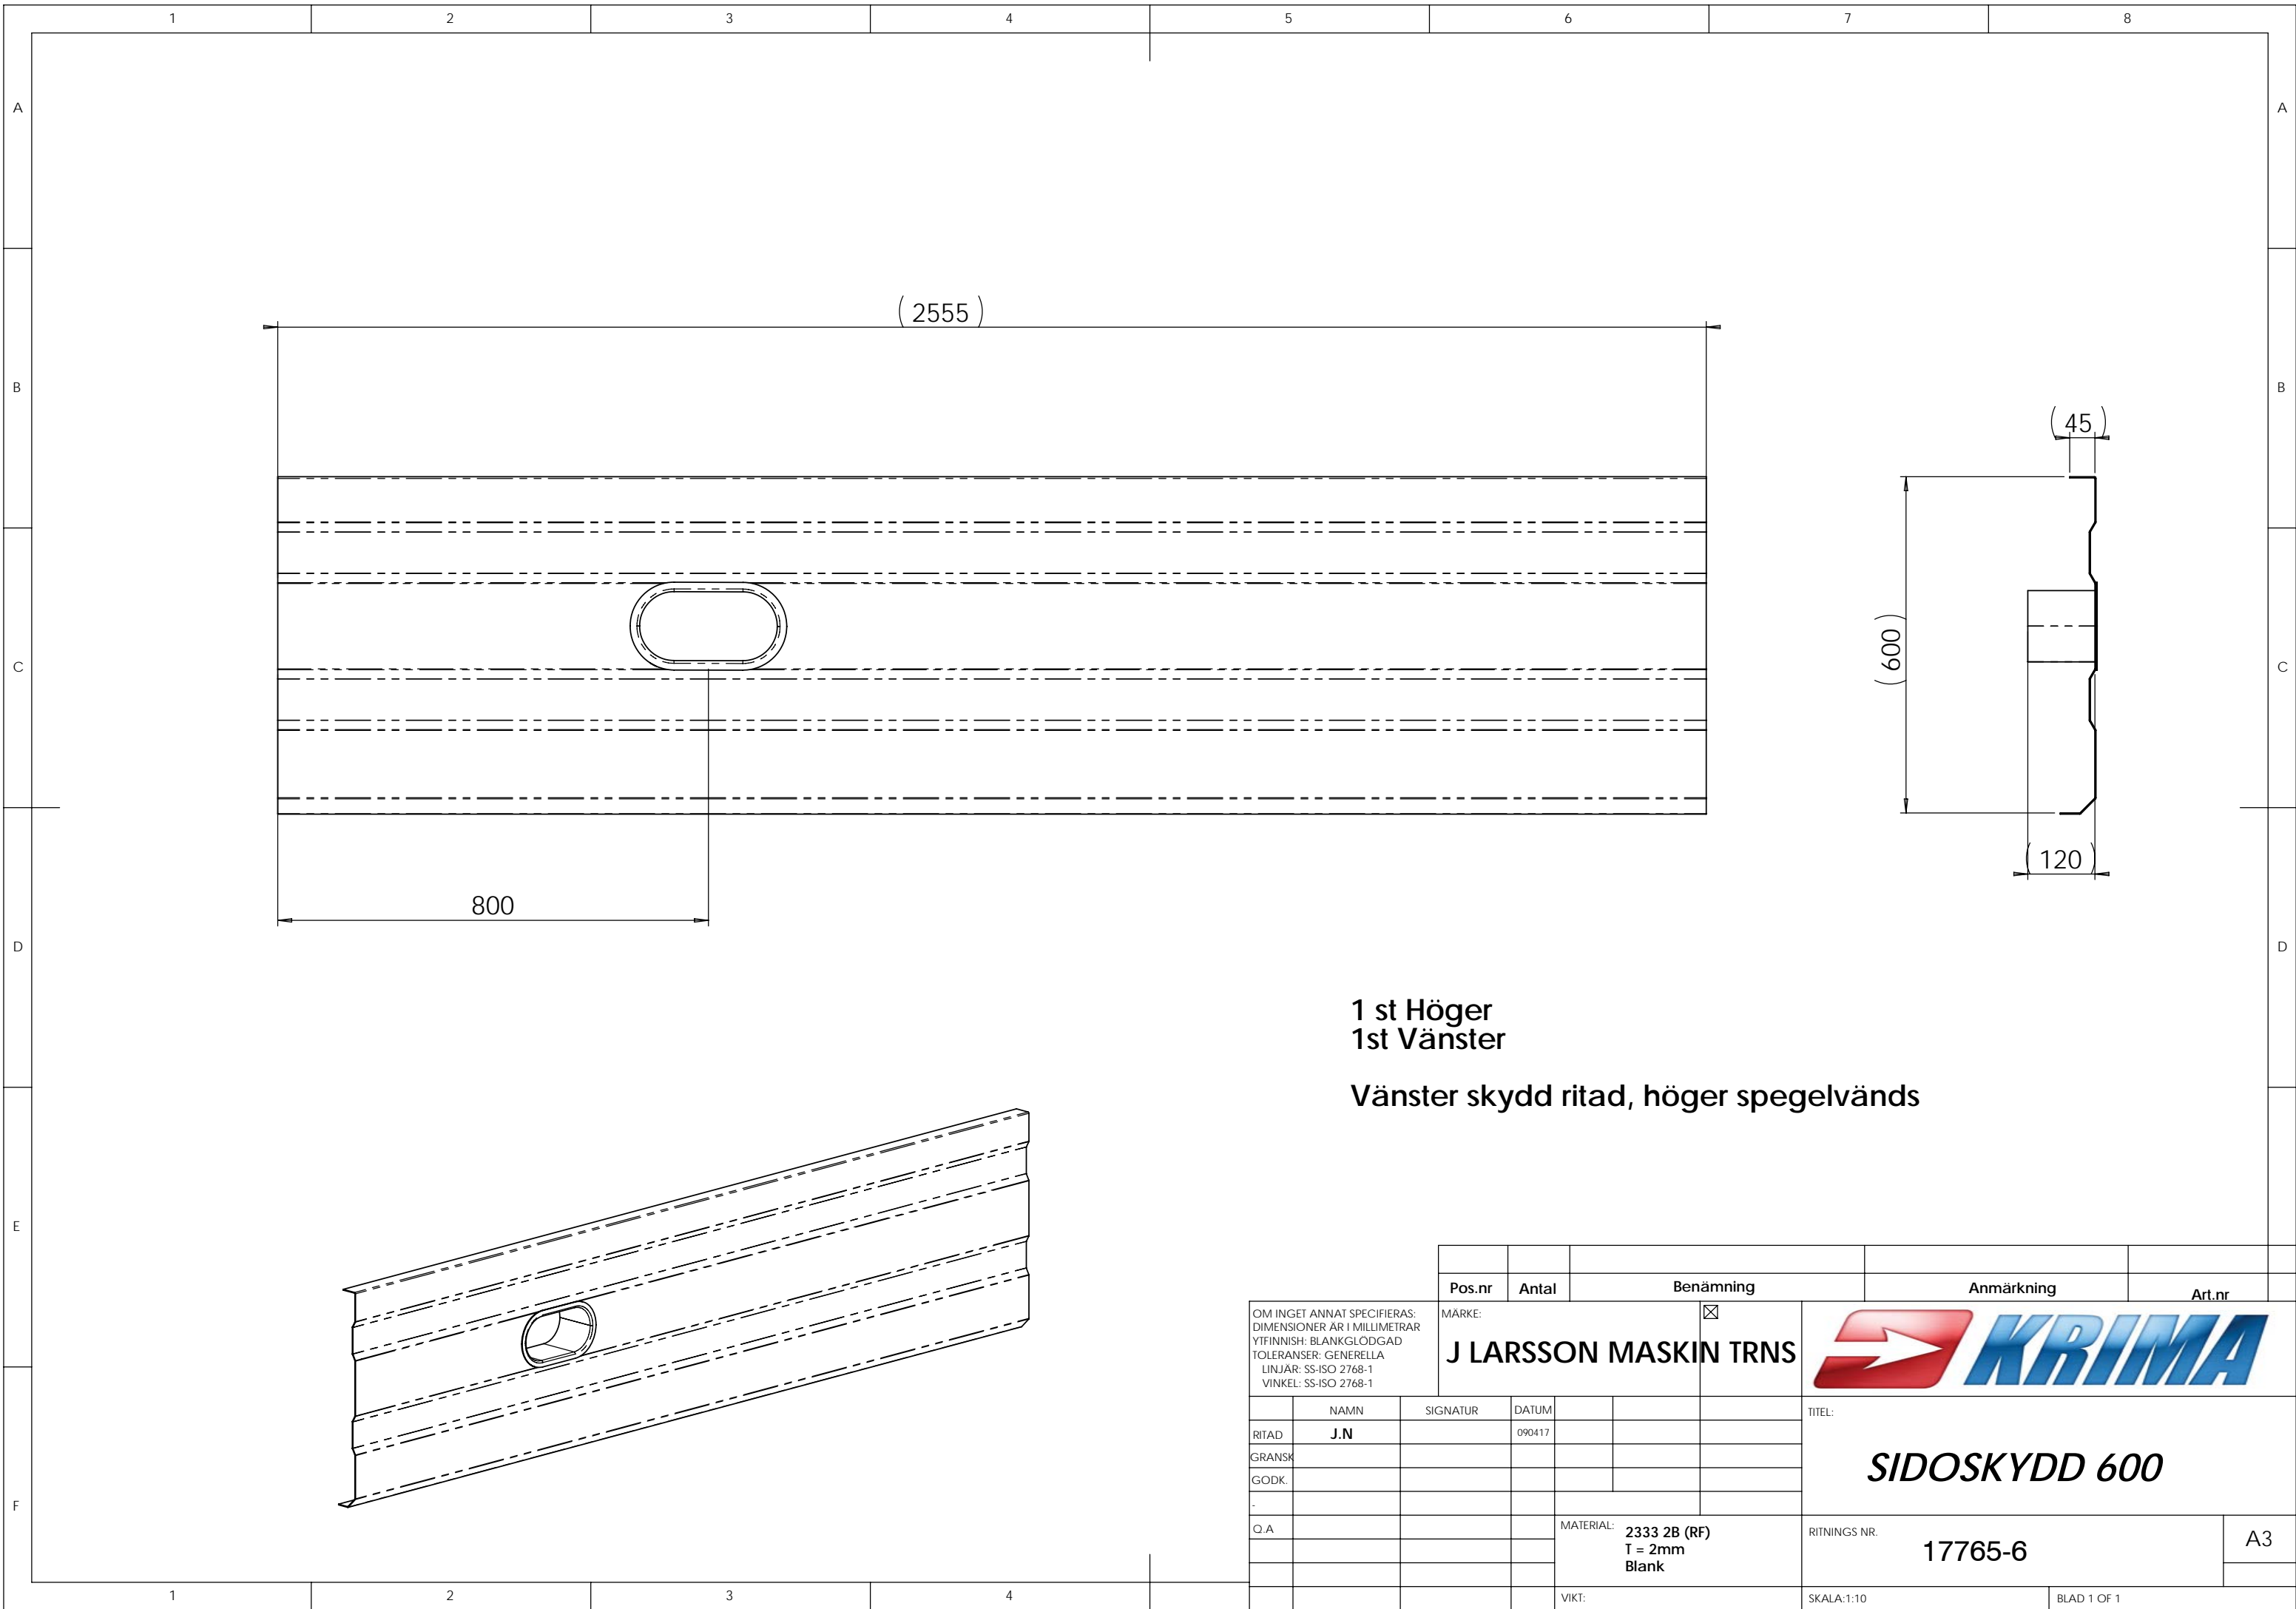 1 2 3 4 5 6 7 8
A A
( 2555 )
B B
( 45 )
( 600 )
C C
( 120 )
800
D D
1 st Höger
1st Vänster
Vänster skydd ritad, höger spegelvänds
E
Pos.nr Antal Benämning Anmärkning Art.nr
OM INGET ANNAT SPECIFIERAS:
DIMENSIONER ÄR I MILLIMETRAR
YTFINNISH: BLANKGLÖDGAD
TOLERANSER: GENERELLA
LINJÄR: SS-ISO 2768-1
VINKEL: SS-ISO 2768-1
MÄRKE:
J LARSSON MASKIN TRNS
KRIMA
NAMN SIGNATUR DATUM
RITAD J.N 090417
GRANSK
GODK.
-
Q.A
TITEL:
SIDOSKYDD 600
F
MATERIAL: 2333 2B (RF)
T = 2mm
Blank
RITNINGS NR.
17765-6
A3
VIKT:
SKALA:1:10
BLAD 1 OF 1
1 2 3 4